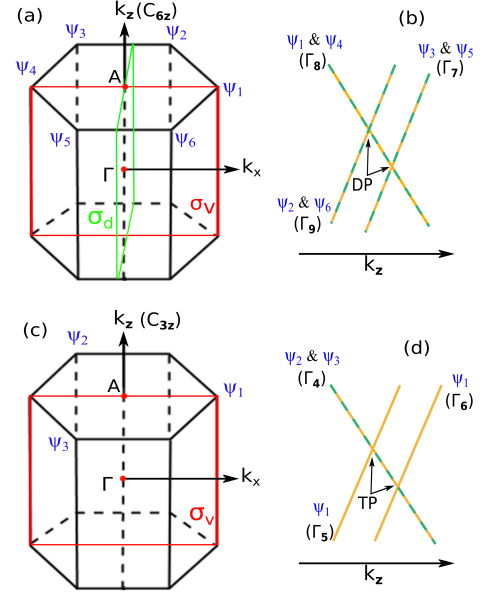 (a)
k_z (C_6z)
ψ_3
ψ_2
ψ_4
A
ψ_1
ψ_5
ψ_6
Γ
k_x
σ_d
σ_v
(b)
ψ_1 & ψ_4
(Γ_8)
ψ_3 & ψ_5
(Γ_7)
DP
ψ_2 & ψ_6
(Γ_9)
k_z
(c)
k_z (C_3z)
ψ_2
A
ψ_1
ψ_3
Γ
k_x
σ_v
(d)
ψ_2 & ψ_3
(Γ_4)
ψ_1
(Γ_6)
TP
ψ_1
(Γ_5)
k_z